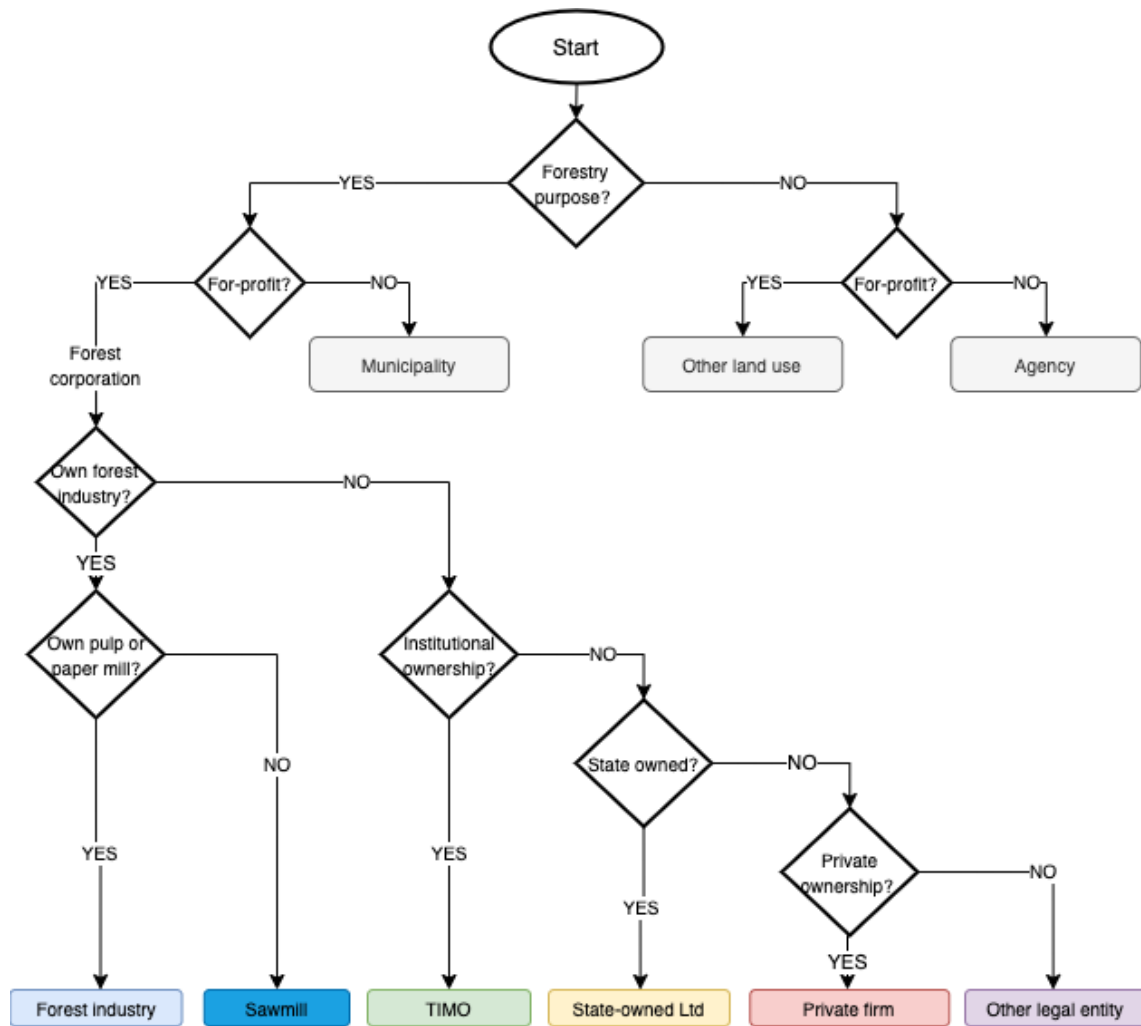 Start
Forestry
purpose?
YES
NO
For-profit?
For-profit?
YES
NO
YES
NO
Municipality
Other land use
Agency
Forest
corporation
Own forest
industry?
NO
YES
Own pulp or
paper mill?
Institutional
ownership?
NO
State owned?
NO
NO
YES
YES
Private
ownership?
NO
YES
YES
Forest industry
Sawmill
TIMO
State-owned Ltd
Private firm
Other legal entity